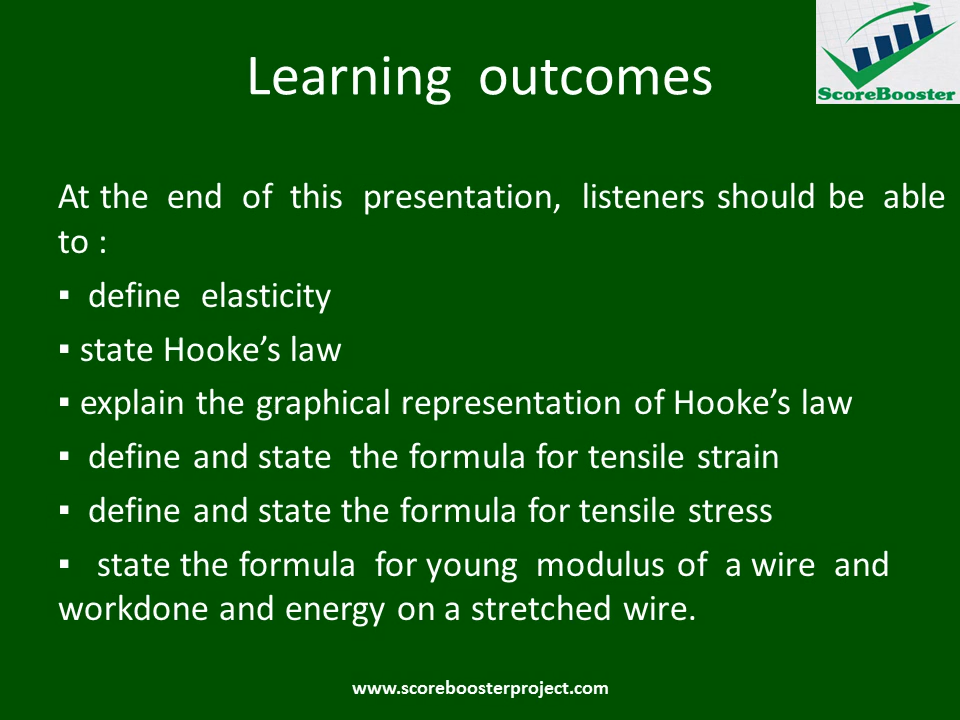 Learning outcomes
ScoreBooster
At the end of this presentation, listeners should be able
to :
▪ define elasticity
▪ state Hooke’s law
▪ explain the graphical representation of Hooke’s law
▪ define and state the formula for tensile strain
▪ define and state the formula for tensile stress
▪ state the formula for young modulus of a wire and
workdone and energy on a stretched wire.
www.scoreboosterproject.com